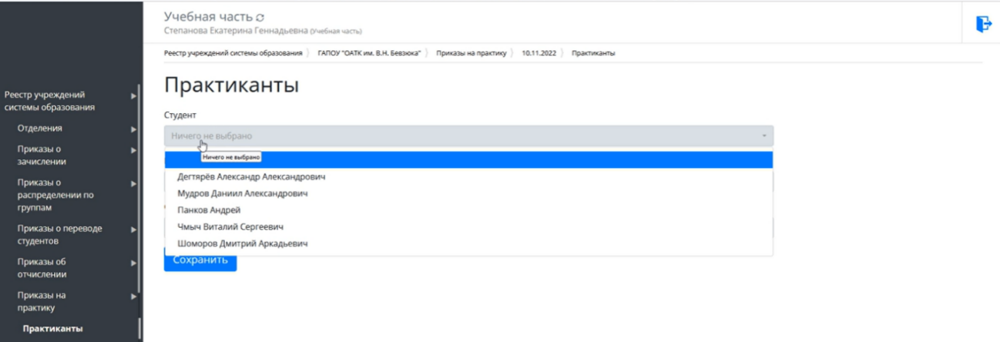 Учебная часть
Степанова Екатерина Геннадьевна (Учебная часть)
Реестр учреждений системы образования
ГАПОУ "ОАТК им. В.Н. Бевзюка"
Приказы на практику
10.11.2022
Практиканты
Реестр учреждений
системы образования
Отделения
Приказы о
зачислении
Приказы о
распределении по
группам
Приказы о переводе
студентов
Приказы об
отчислении
Приказы на
практику
Практиканты
Практиканты
Студент
Ничего не выбрано
Ничего не выбрано
Дегтярёв Александр Александрович
Мудров Даниил Александрович
Панков Андрей
Чмыч Виталий Сергеевич
Шоморов Дмитрий Аркадьевич
Сохранить